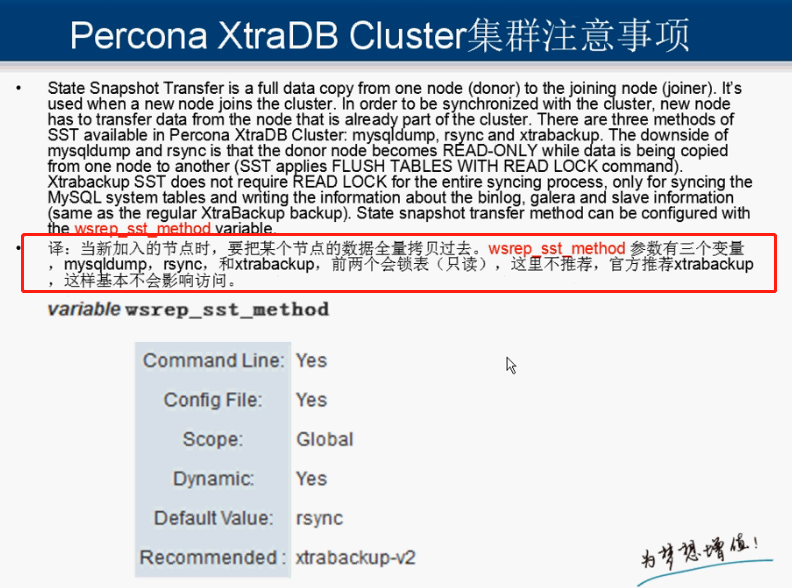 Percona XtraDB Cluster集群注意事项
• State Snapshot Transfer is a full data copy from one node (donor) to the joining node (joiner). It's
used when a new node joins the cluster. In order to be synchronized with the cluster, new node
has to transfer data from the node that is already part of the cluster. There are three methods of
SST available in Percona XtraDB Cluster: mysqldump, rsync and xtrabackup. The downside of
mysqldump and rsync is that the donor node becomes READ-ONLY while data is being copied
from one node to another (SST applies FLUSH TABLES WITH READ LOCK command).
Xtrabackup SST does not require READ LOCK for the entire syncing process, only for syncing the
MySQL system tables and writing the information about the binlog, galera and slave information
(same as the regular XtraBackup backup). State snapshot transfer method can be configured with
the wsrep_sst_method variable.
• 译：当新加入的节点时，要把某个节点的数据全量拷贝过去。wsrep_sst_method 参数有三个变量
，mysqldump，rsync，和xtrabackup，前两个会锁表（只读），这里不推荐，官方推荐xtrabackup
，这样基本不会影响访问。
variable wsrep_sst_method
Command Line: Yes
Config File: Yes
Scope: Global
Dynamic: Yes
Default Value: rsync
Recommended : xtrabackup-v2
为梦想增值！